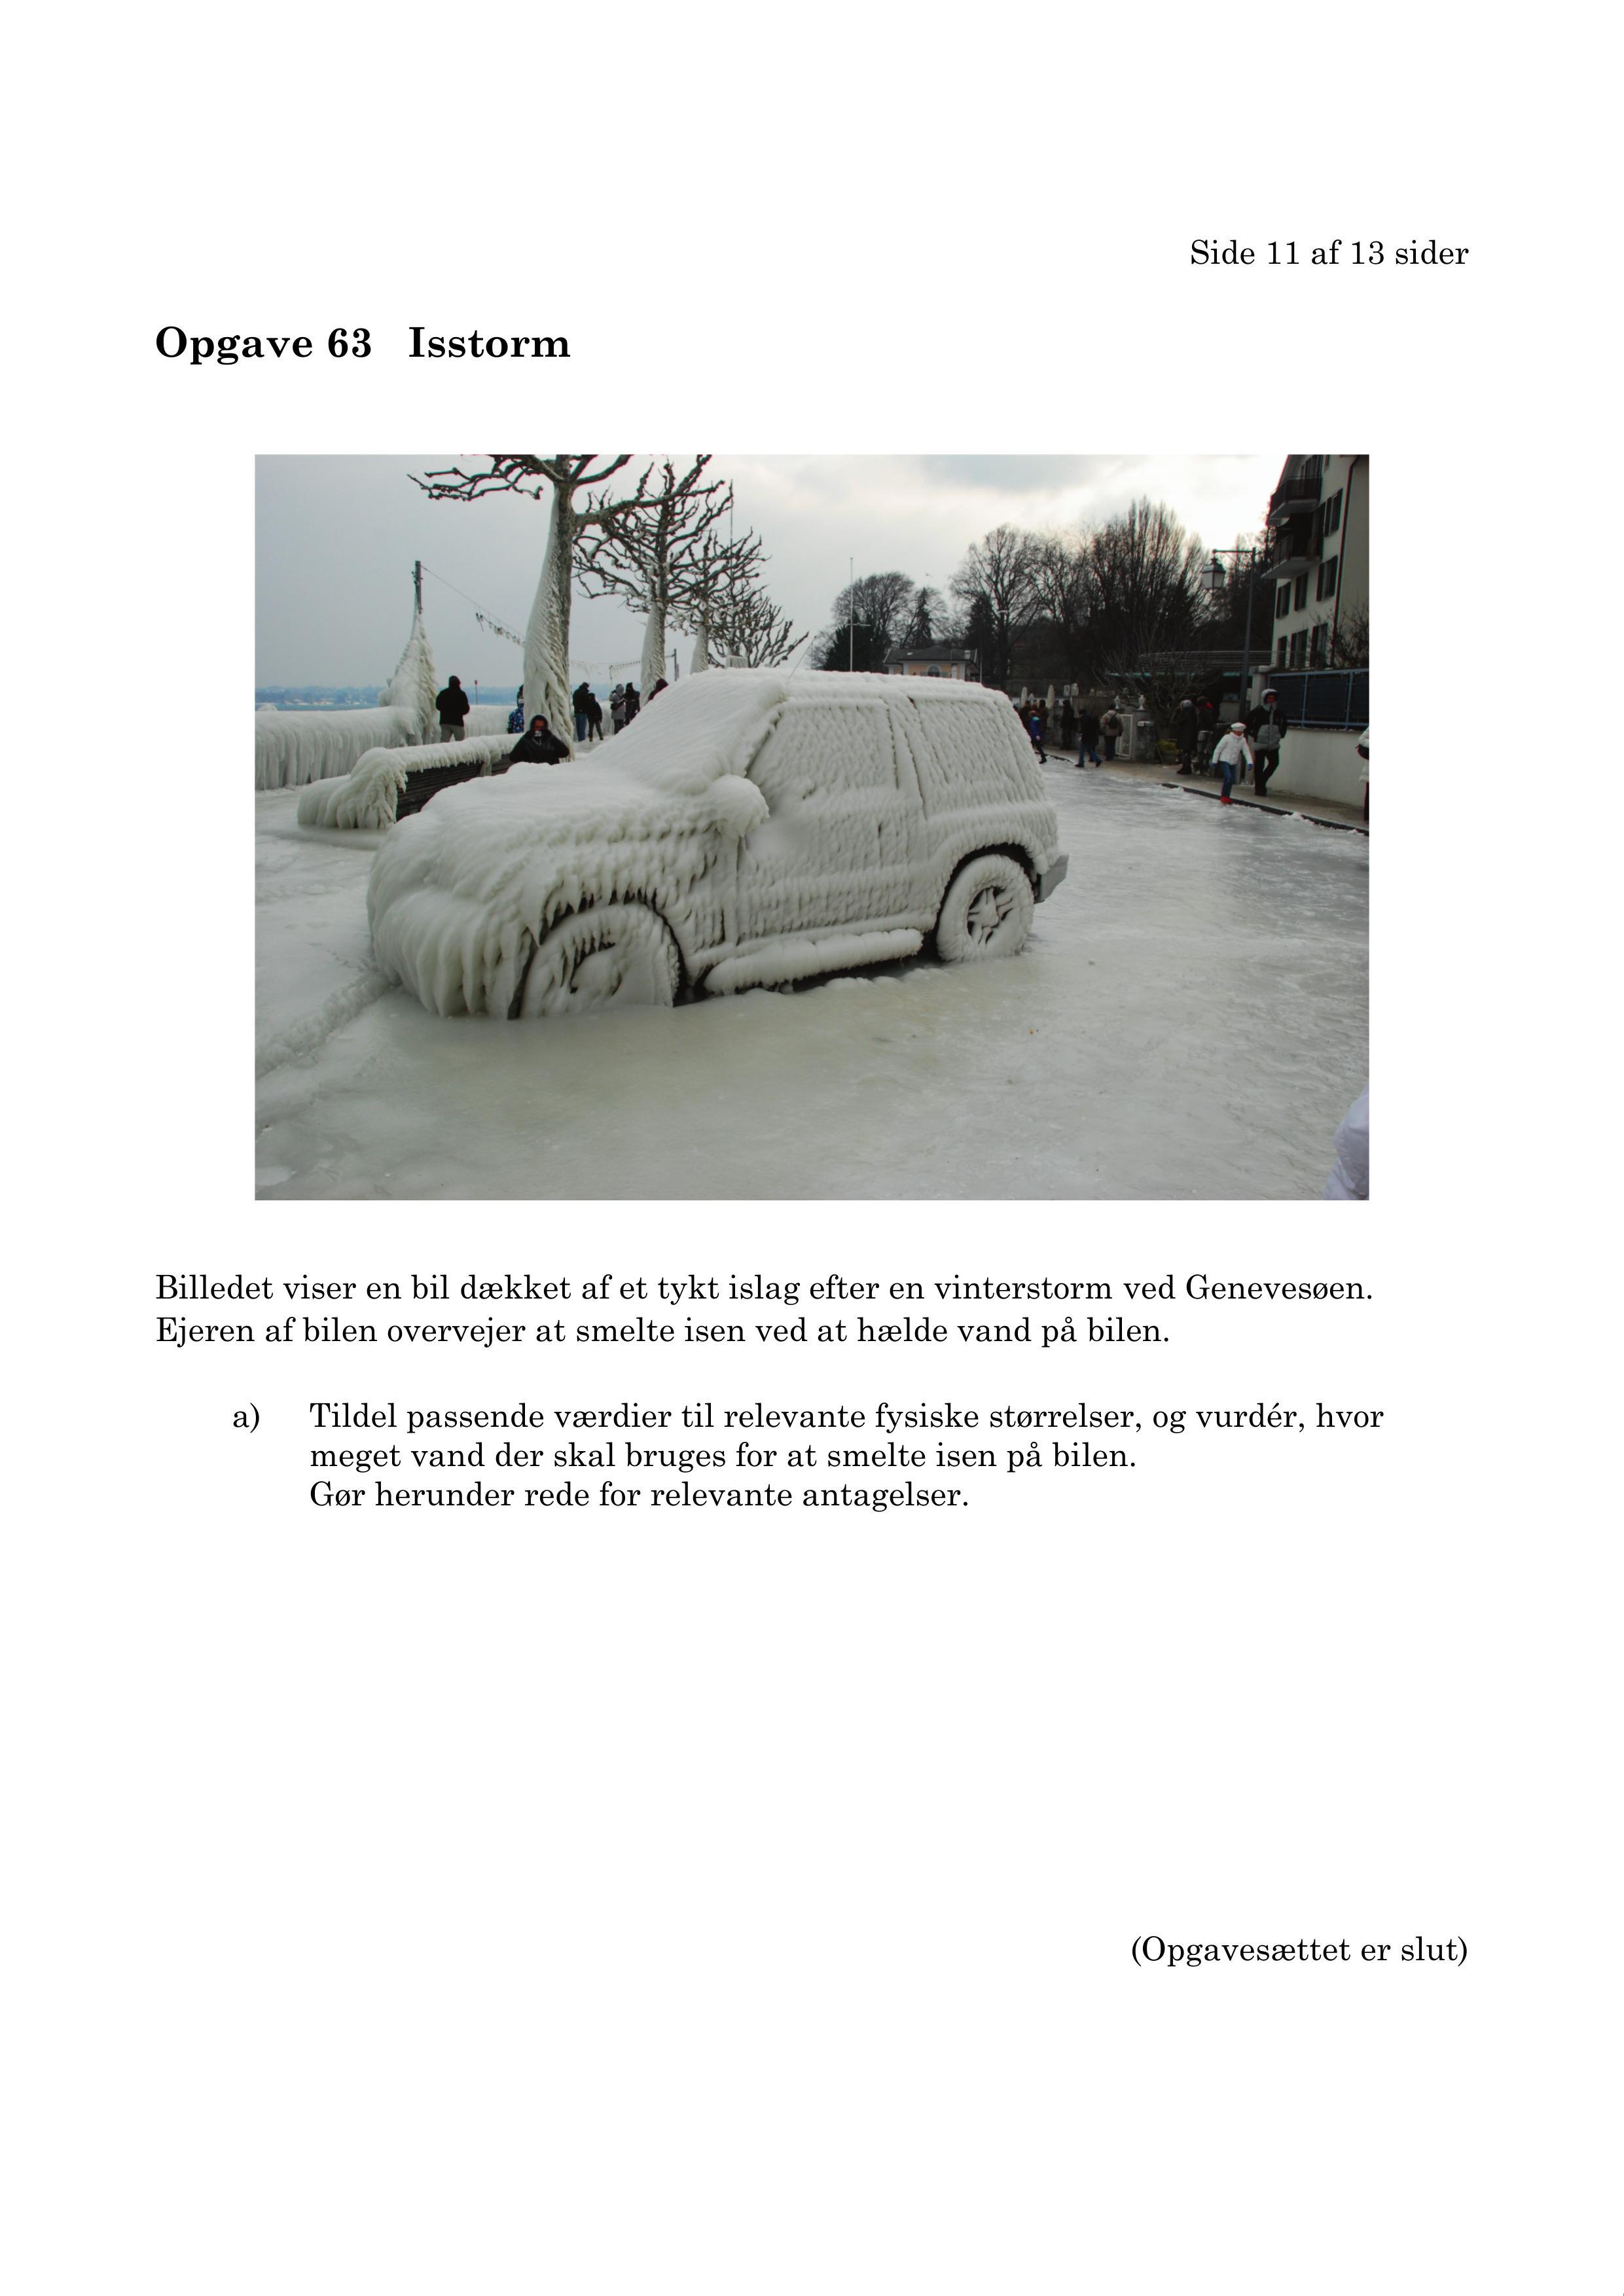 Side 11 af 13 sider
Opgave 63 Isstorm
Billedet viser en bil dækket af et tykt islag efter en vinterstorm ved Genevesøen.
Ejeren af bilen overvejer at smelte isen ved at hælde vand på bilen.
a) Tildel passende værdier til relevante fysiske størrelser, og vurdér, hvor
meget vand der skal bruges for at smelte isen på bilen.
Gør herunder rede for relevante antagelser.
(Opgavesættet er slut)